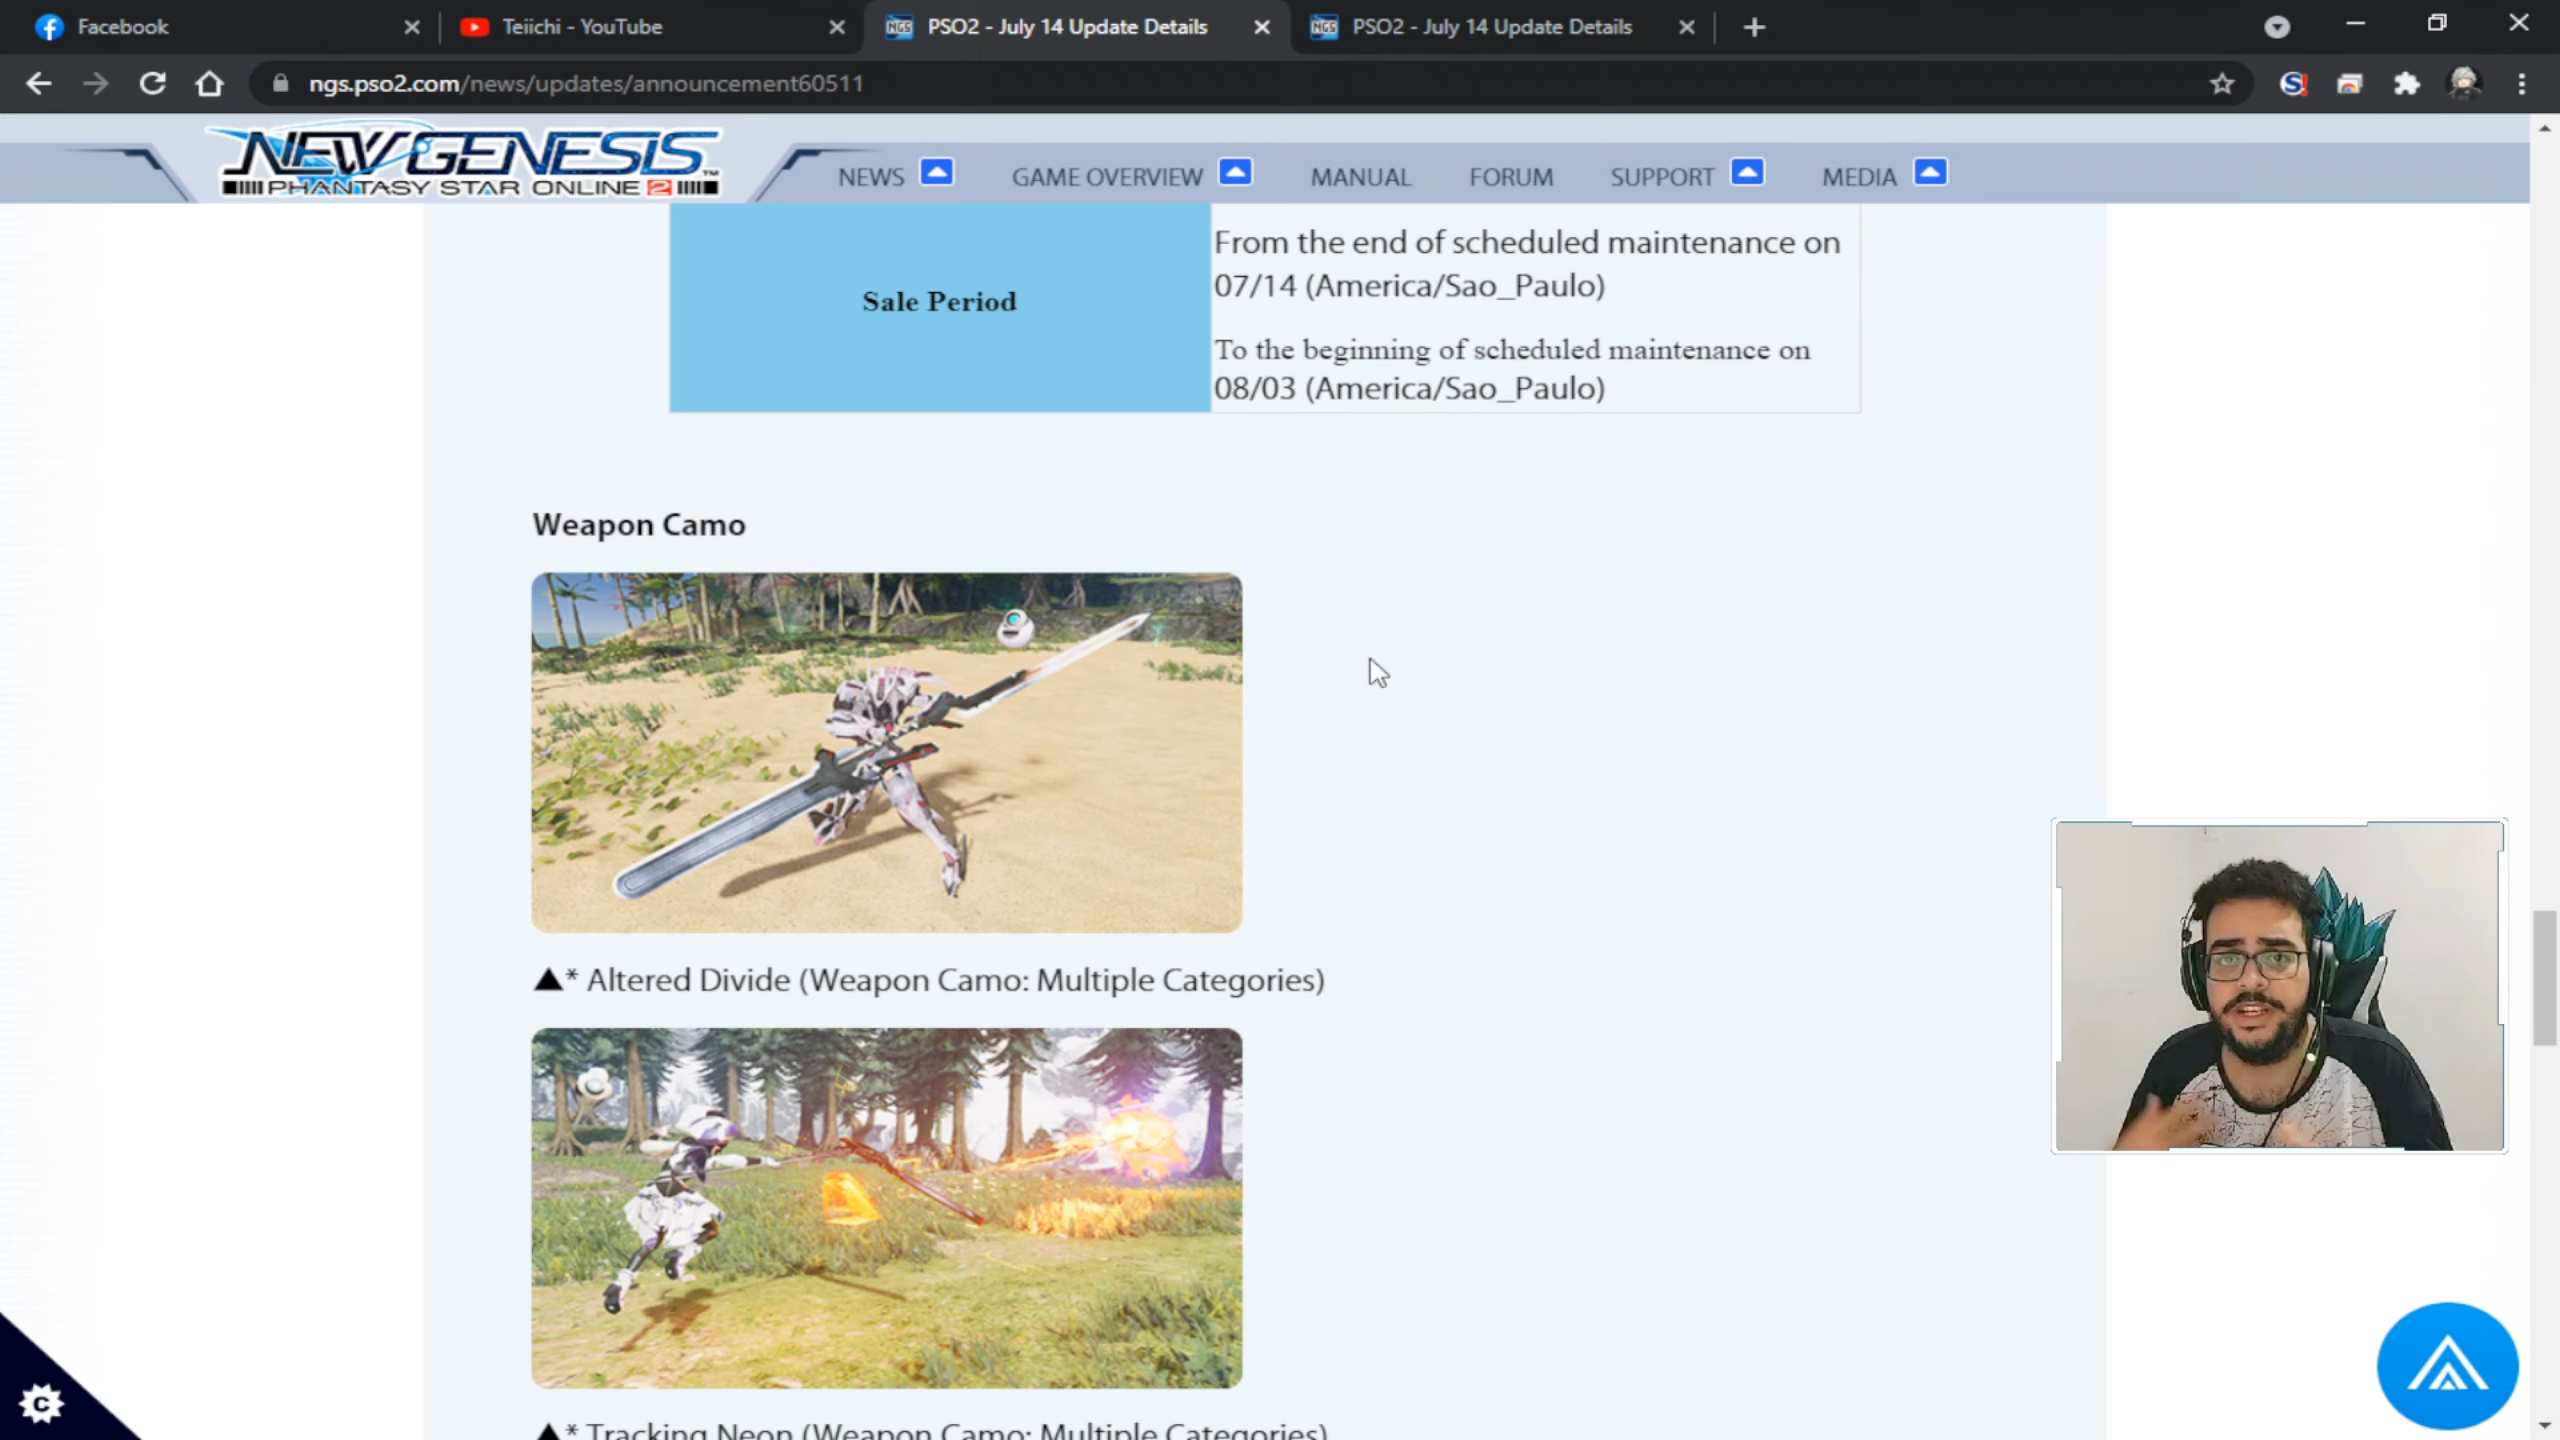 Facebook
Teiichi - YouTube
PSO2 - July 14 Update Details
PSO2 - July 14 Update Details
ngs.pso2.com/news/updates/announcement60511
NEW GENESIS
PHANTASY STAR ONLINE 2
NEWS
GAME OVERVIEW
MANUAL
FORUM
SUPPORT
MEDIA
Sale Period
From the end of scheduled maintenance on
07/14 (America/Sao_Paulo)
To the beginning of scheduled maintenance on
08/03 (America/Sao_Paulo)
Weapon Camo
▲* Altered Divide (Weapon Camo: Multiple Categories)
▲* Tracking Neon (Weapon Camo: Multiple Categories)